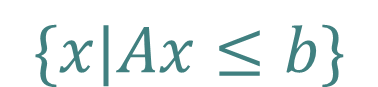 {x|Ax ≤ b}